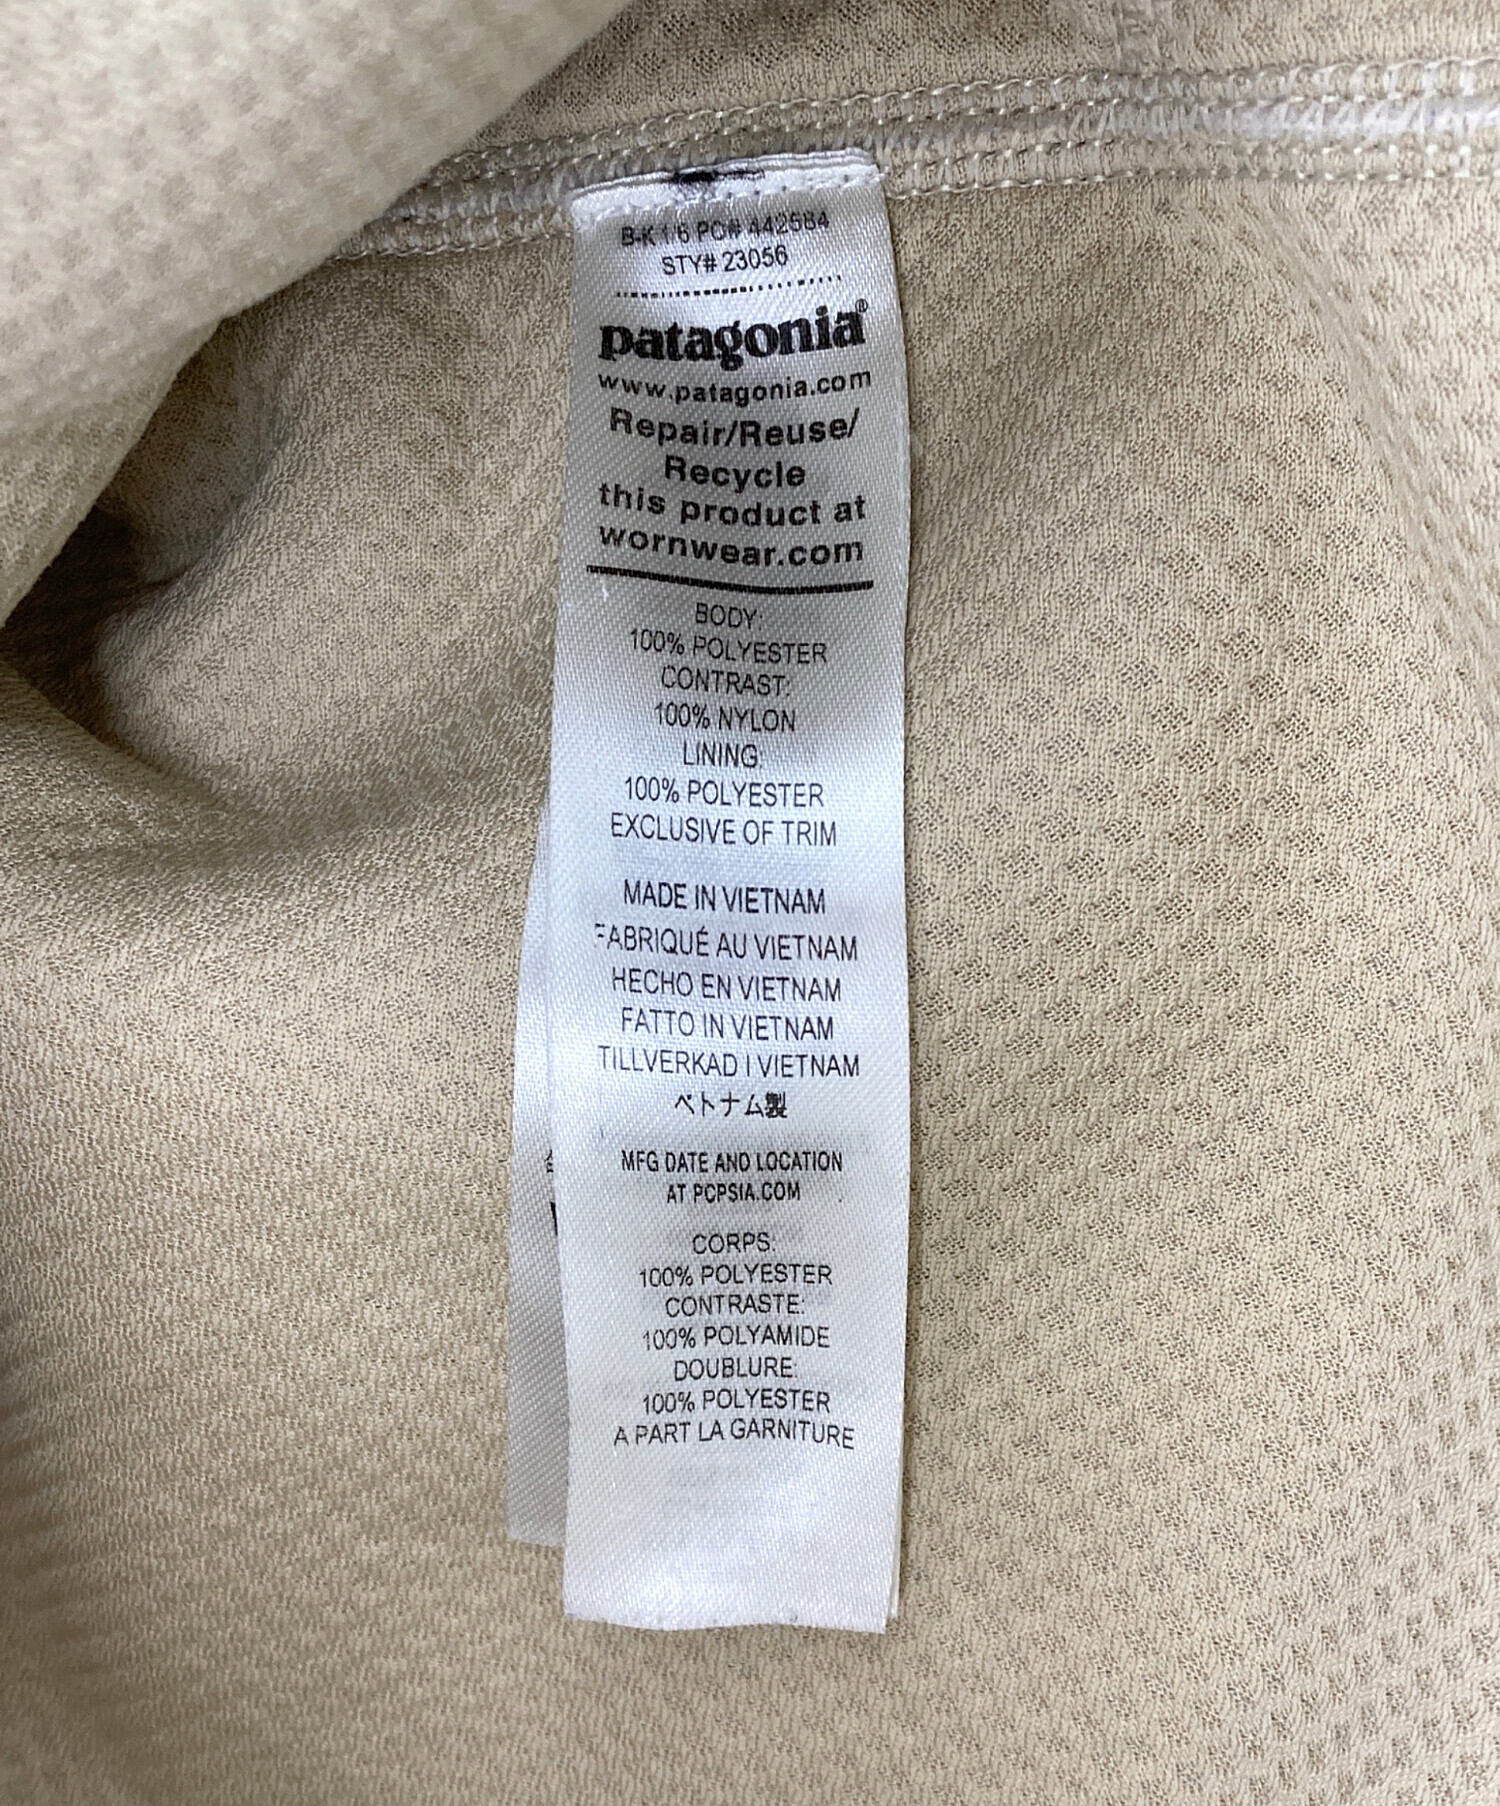 B-K 1/6 PO# 442584
STY# 23056
patagonia®
www.patagonia.com
Repair/Reuse/
Recycle
this product at
wornwear.com
BODY:
100% POLYESTER
CONTRAST:
100% NYLON
LINING:
100% POLYESTER
EXCLUSIVE OF TRIM
MADE IN VIETNAM
FABRIQUÉ AU VIETNAM
HECHO EN VIETNAM
FATTO IN VIETNAM
TILLVERKAD I VIETNAM
ベトナム製
MFG DATE AND LOCATION
AT PCPSIA.COM
CORPS:
100% POLYESTER
CONTRASTE:
100% POLYAMIDE
DOUBLURE:
100% POLYESTER
A PART LA GARNITURE